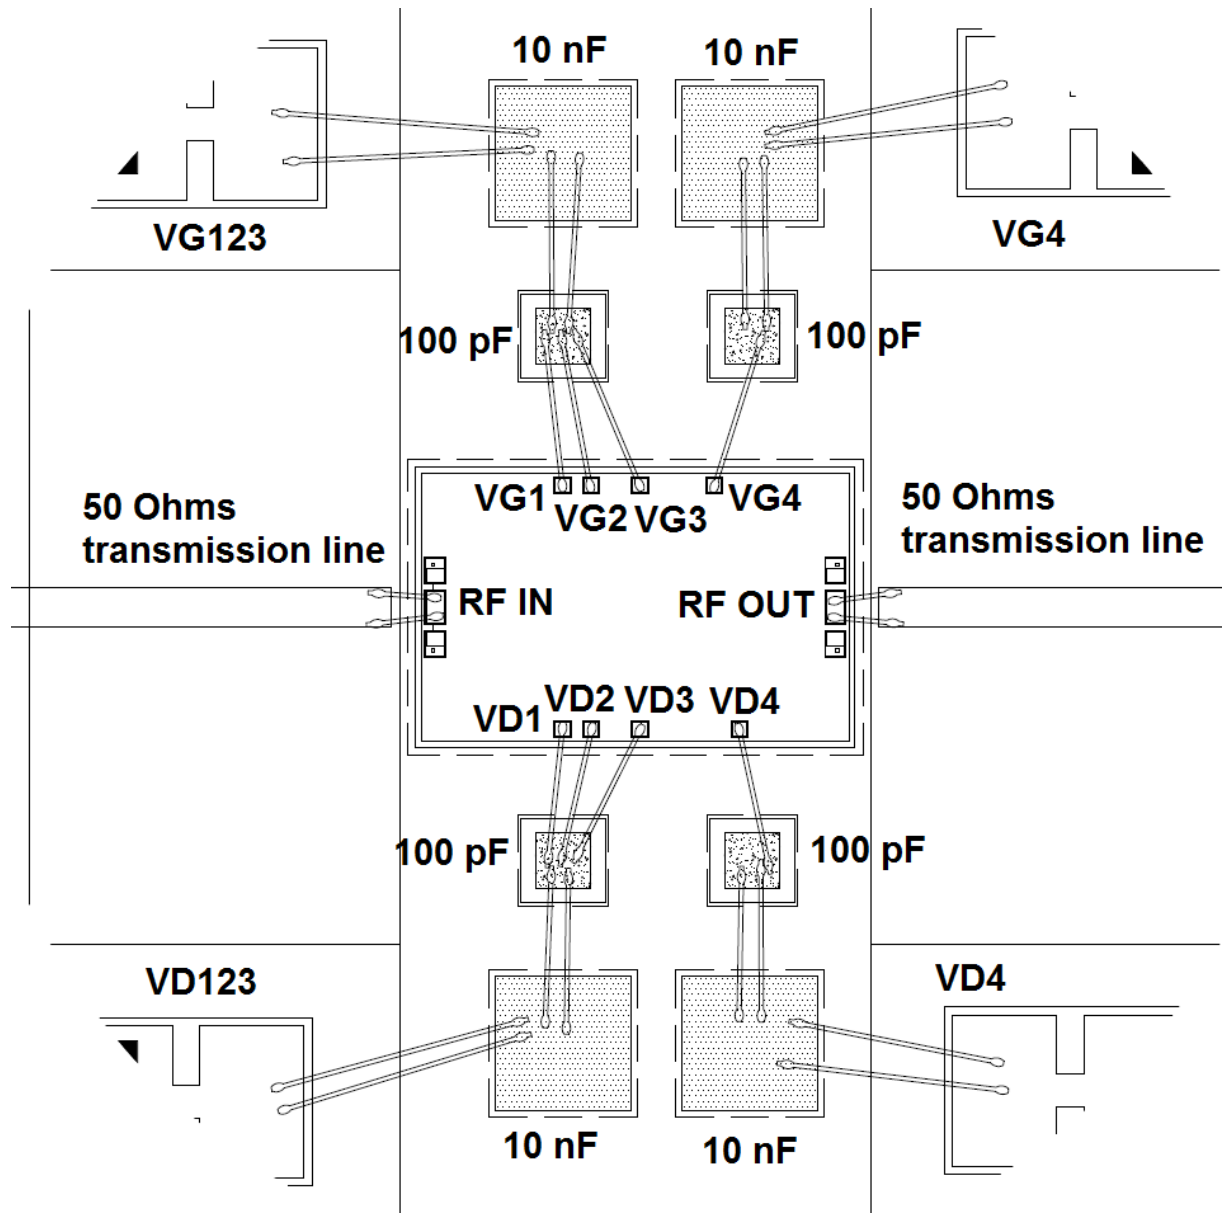 10 nF
10 nF
VG123
VG4
100 pF
100 pF
VG1
VG2
VG3
VG4
50 Ohms
transmission line
50 Ohms
transmission line
RF IN
RF OUT
VD1
VD2
VD3
VD4
100 pF
100 pF
VD123
VD4
10 nF
10 nF